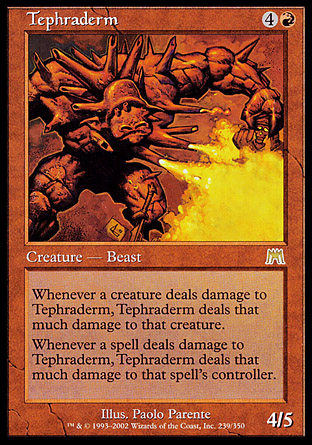 Tephraderm 4
Creature — Beast
Whenever a creature deals damage to
Tephraderm, Tephraderm deals that
much damage to that creature.
Whenever a spell deals damage to
Tephraderm, Tephraderm deals that
much damage to that spell's controller.
Illus. Paolo Parente
™ & © 1993–2002 Wizards of the Coast, Inc. 239/350
4/5